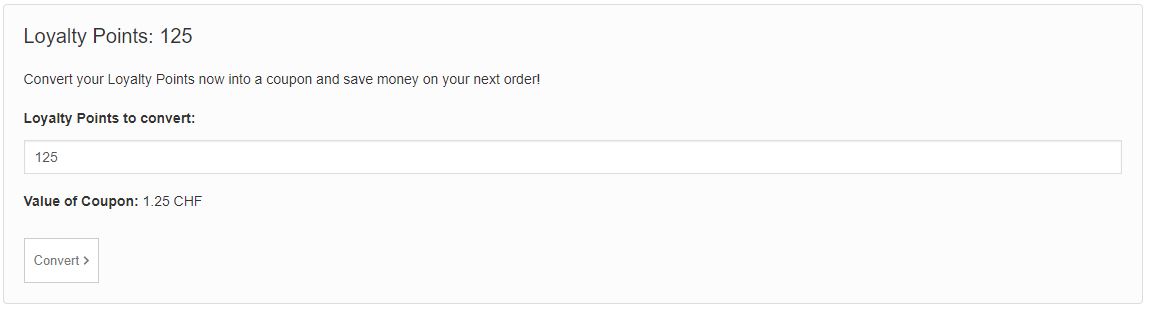 Loyalty Points: 125
Convert your Loyalty Points now into a coupon and save money on your next order!
Loyalty Points to convert:
125
Value of Coupon: 1.25 CHF
Convert >